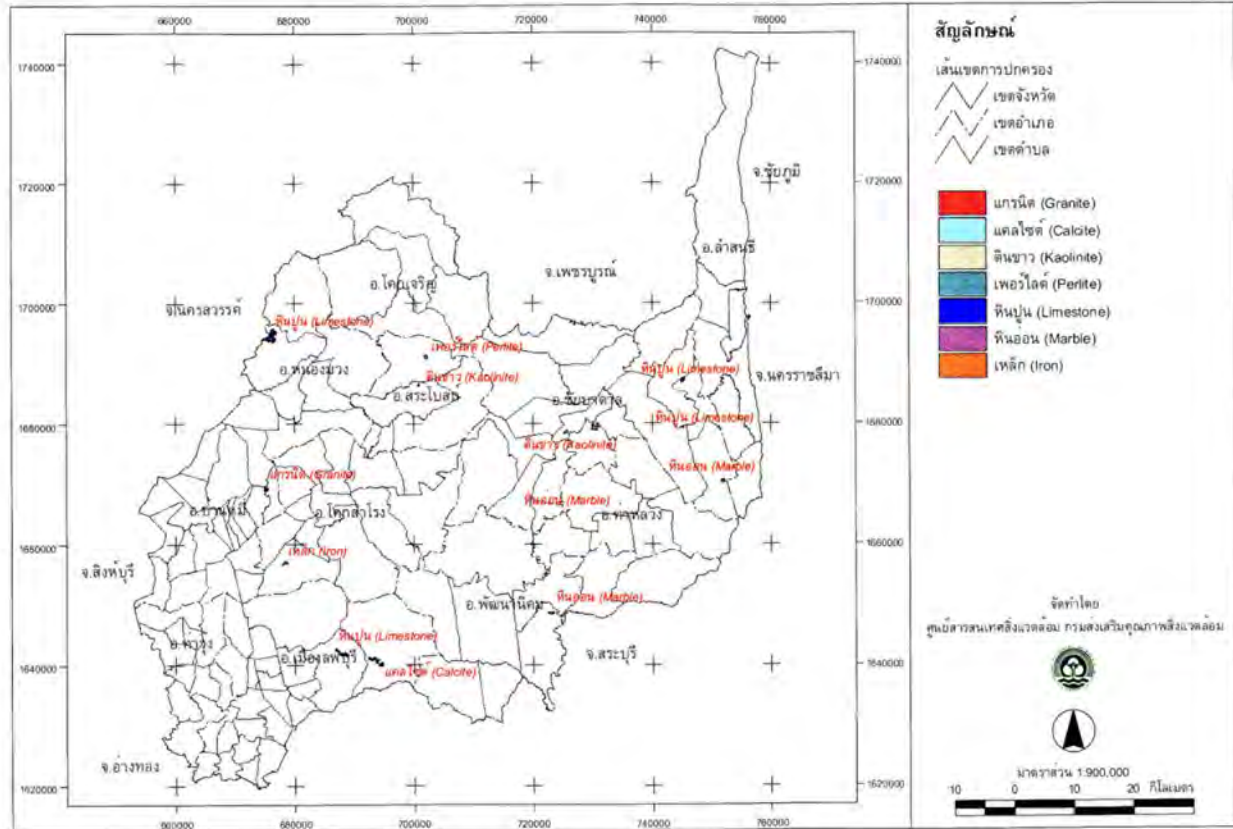 660000 680000 700000 720000 740000 760000
1740000 1740000
1720000 1720000
1700000 1700000
1680000 1680000
1660000 1660000
1640000 1640000
1620000 1620000
660000 680000 700000 720000 740000 760000
จ.ชัยภูมิ
อ.ลำสนธิ
จ.เพชรบูรณ์
อ.โคกเจริญ
จ.นครสวรรค์
หินปูน (Limestone)
เพอร์ไลต์ (Perlite)
อ.หนองม่วง
ดินขาว (Kaolinite)
อ.สระโบสถ์
หินปูน (Limestone)
จ.นครราชสีมา
อ.ชัยบาดาล
หินปูน (Limestone)
ดินขาว (Kaolinite)
หินอ่อน (Marble)
แกรนิต (Granite)
หินอ่อน (Marble)
อ.บ้านหมี่
อ.โคกสำโรง
อ.ท่าหลวง
เหล็ก (Iron)
จ.สิงห์บุรี
อ.พัฒนานิคม
หินอ่อน (Marble)
อ.ท่าวุ้ง
หินปูน (Limestone)
อ.เมืองลพบุรี
แคลไซต์ (Calcite)
จ.สระบุรี
จ.อ่างทอง
สัญลักษณ์
เส้นเขตการปกครอง
เขตจังหวัด
เขตอำเภอ
เขตตำบล
แกรนิต (Granite)
แคลไซต์ (Calcite)
ดินขาว (Kaolinite)
เพอร์ไลต์ (Perlite)
หินปูน (Limestone)
หินอ่อน (Marble)
เหล็ก (Iron)
จัดทำโดย
ศูนย์สารสนเทศสิ่งแวดล้อม กรมส่งเสริมคุณภาพสิ่งแวดล้อม
มาตราส่วน 1:900,000
10 0 10 20 กิโลเมตร